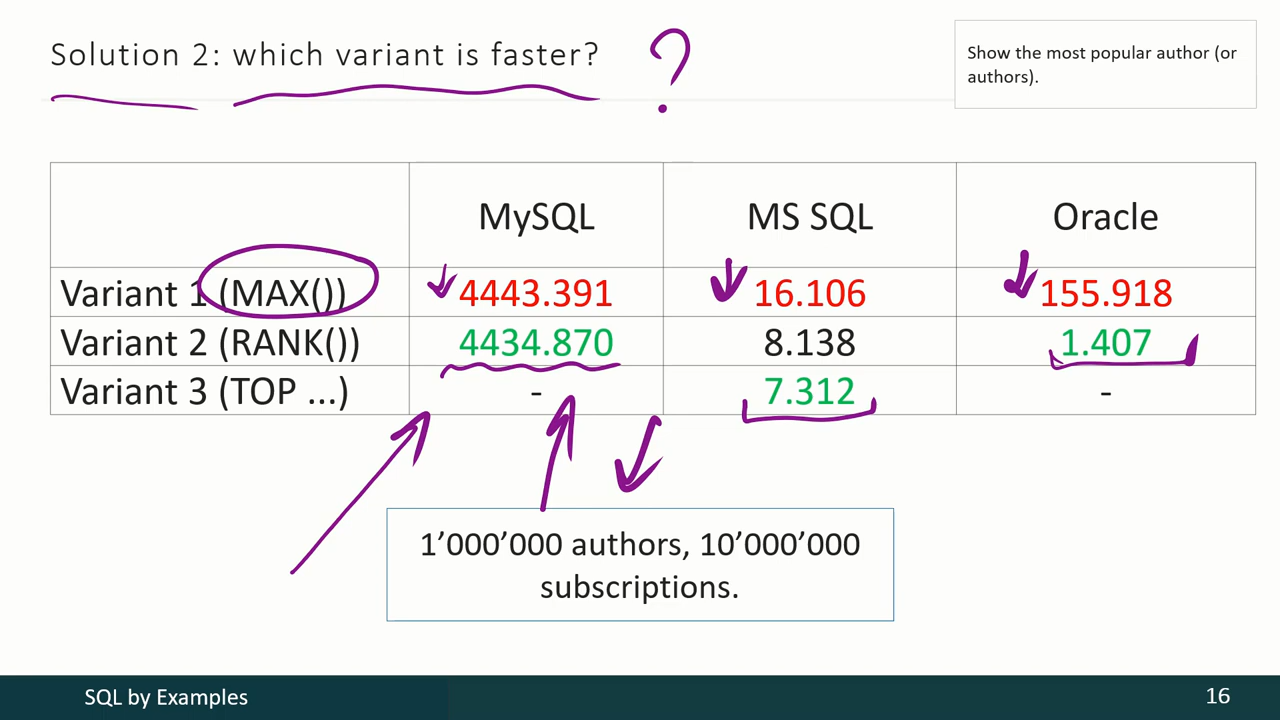 Solution 2: which variant is faster?
?
Show the most popular author (or
authors).
MySQL MS SQL Oracle
Variant 1 (MAX()) 4443.391 16.106 155.918
Variant 2 (RANK()) 4434.870 8.138 1.407
Variant 3 (TOP ...) - 7.312 -
1’000’000 authors, 10’000’000
subscriptions.
SQL by Examples
16